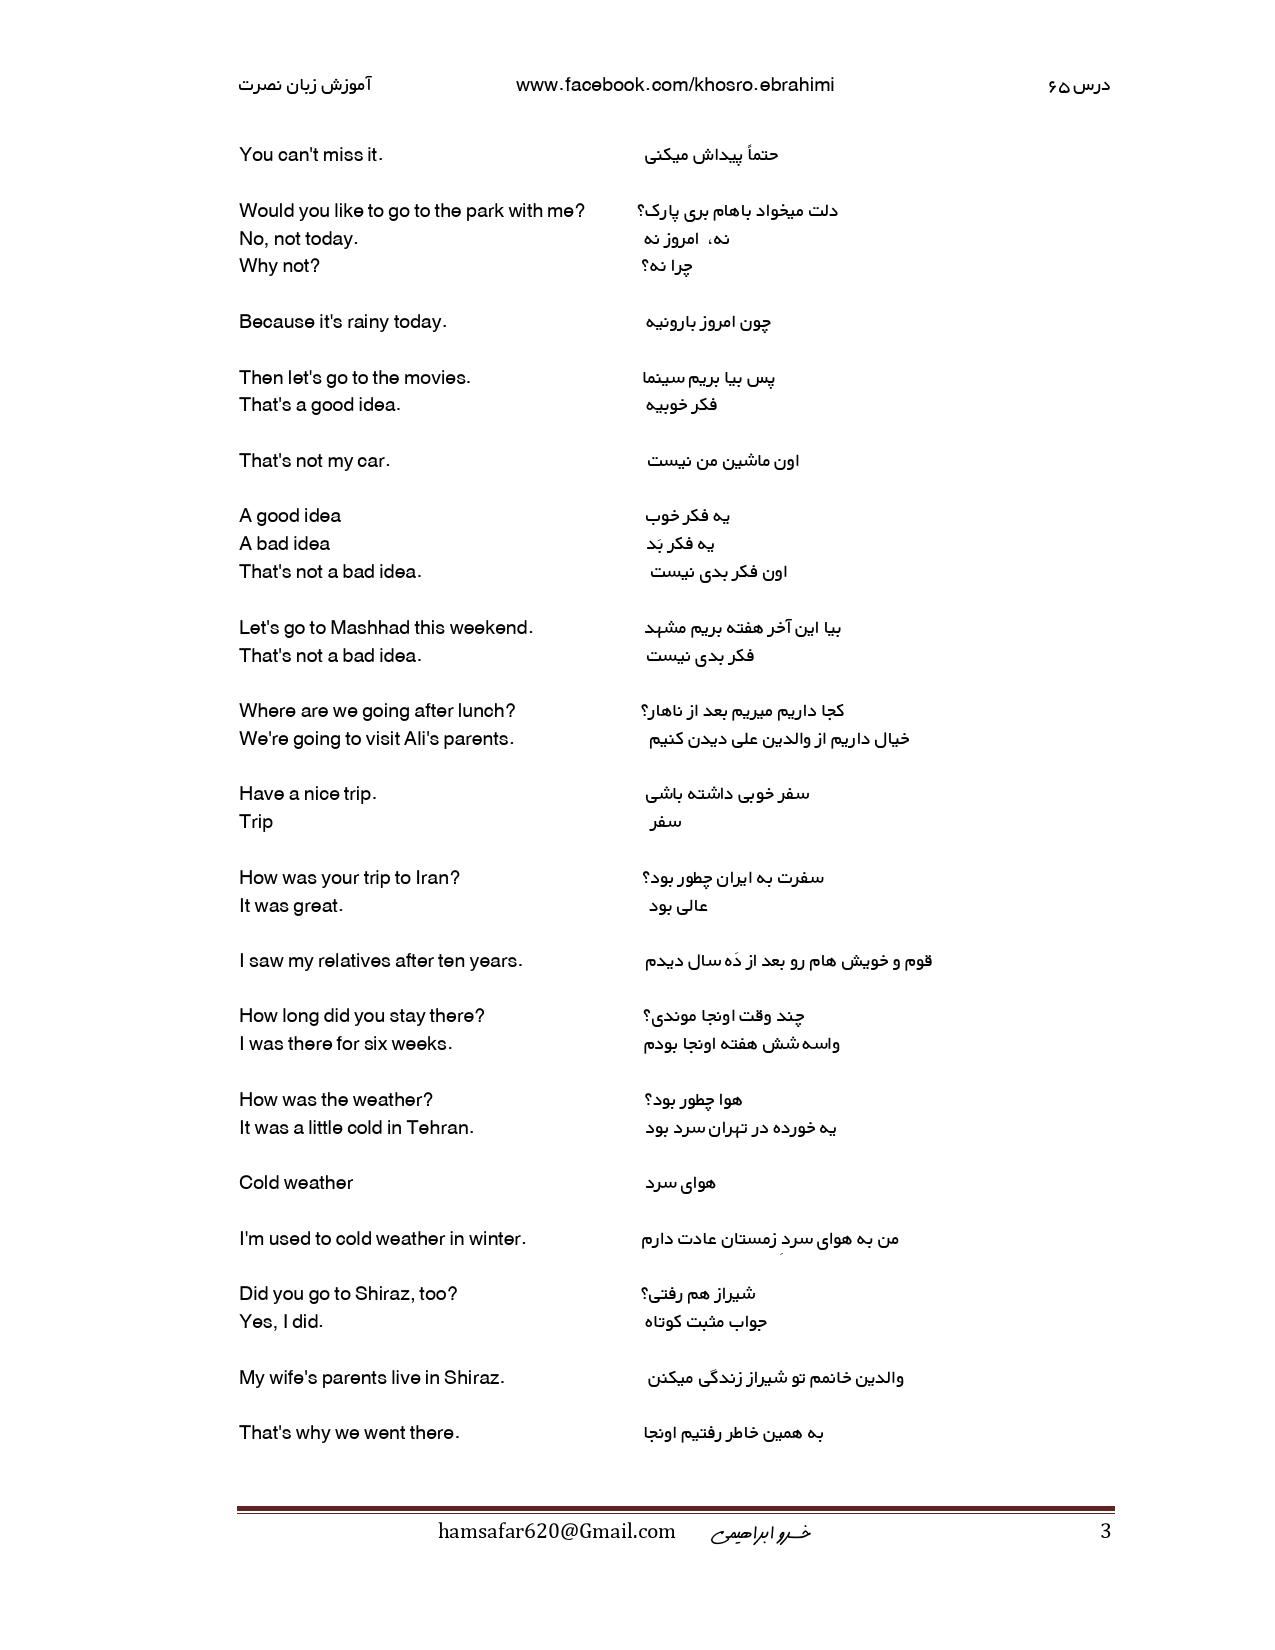 آموزش زبان نصرت www.facebook.com/khosro.ebrahimi درس ۶۵
You can't miss it. حتماً پیداش میکنی
Would you like to go to the park with me? دلت میخواد باهام بری پارک؟
No, not today. نه، امروز نه
Why not? چرا نه؟
Because it's rainy today. چون امروز بارونیه
Then let's go to the movies. پس بیا بریم سینما
That's a good idea. فکر خوبیه
That's not my car. اون ماشین من نیست
A good idea یه فکر خوب
A bad idea یه فکر بَد
That's not a bad idea. اون فکر بدی نیست
Let's go to Mashhad this weekend. بیا این آخر هفته بریم مشهد
That's not a bad idea. فکر بدی نیست
Where are we going after lunch? کجا داریم میریم بعد از ناهار؟
We're going to visit Ali's parents. خیال داریم از والدین علی دیدن کنیم
Have a nice trip. سفر خوبی داشته باشی
Trip سفر
How was your trip to Iran? سفرت به ایران چطور بود؟
It was great. عالی بود
I saw my relatives after ten years. قوم و خویش هام رو بعد از دَه سال دیدم
How long did you stay there? چند وقت اونجا موندی؟
I was there for six weeks. واسه شش هفته اونجا بودم
How was the weather? هوا چطور بود؟
It was a little cold in Tehran. یه خورده در تهران سرد بود
Cold weather هوای سرد
I'm used to cold weather in winter. من به هوای سردِ زمستان عادت دارم
Did you go to Shiraz, too? شیراز هم رفتی؟
Yes, I did. جواب مثبت کوتاه
My wife's parents live in Shiraz. والدین خانمم تو شیراز زندگی میکنن
That's why we went there. به همین خاطر رفتیم اونجا
hamsafar620@Gmail.com خسرو ابراهیمی 3